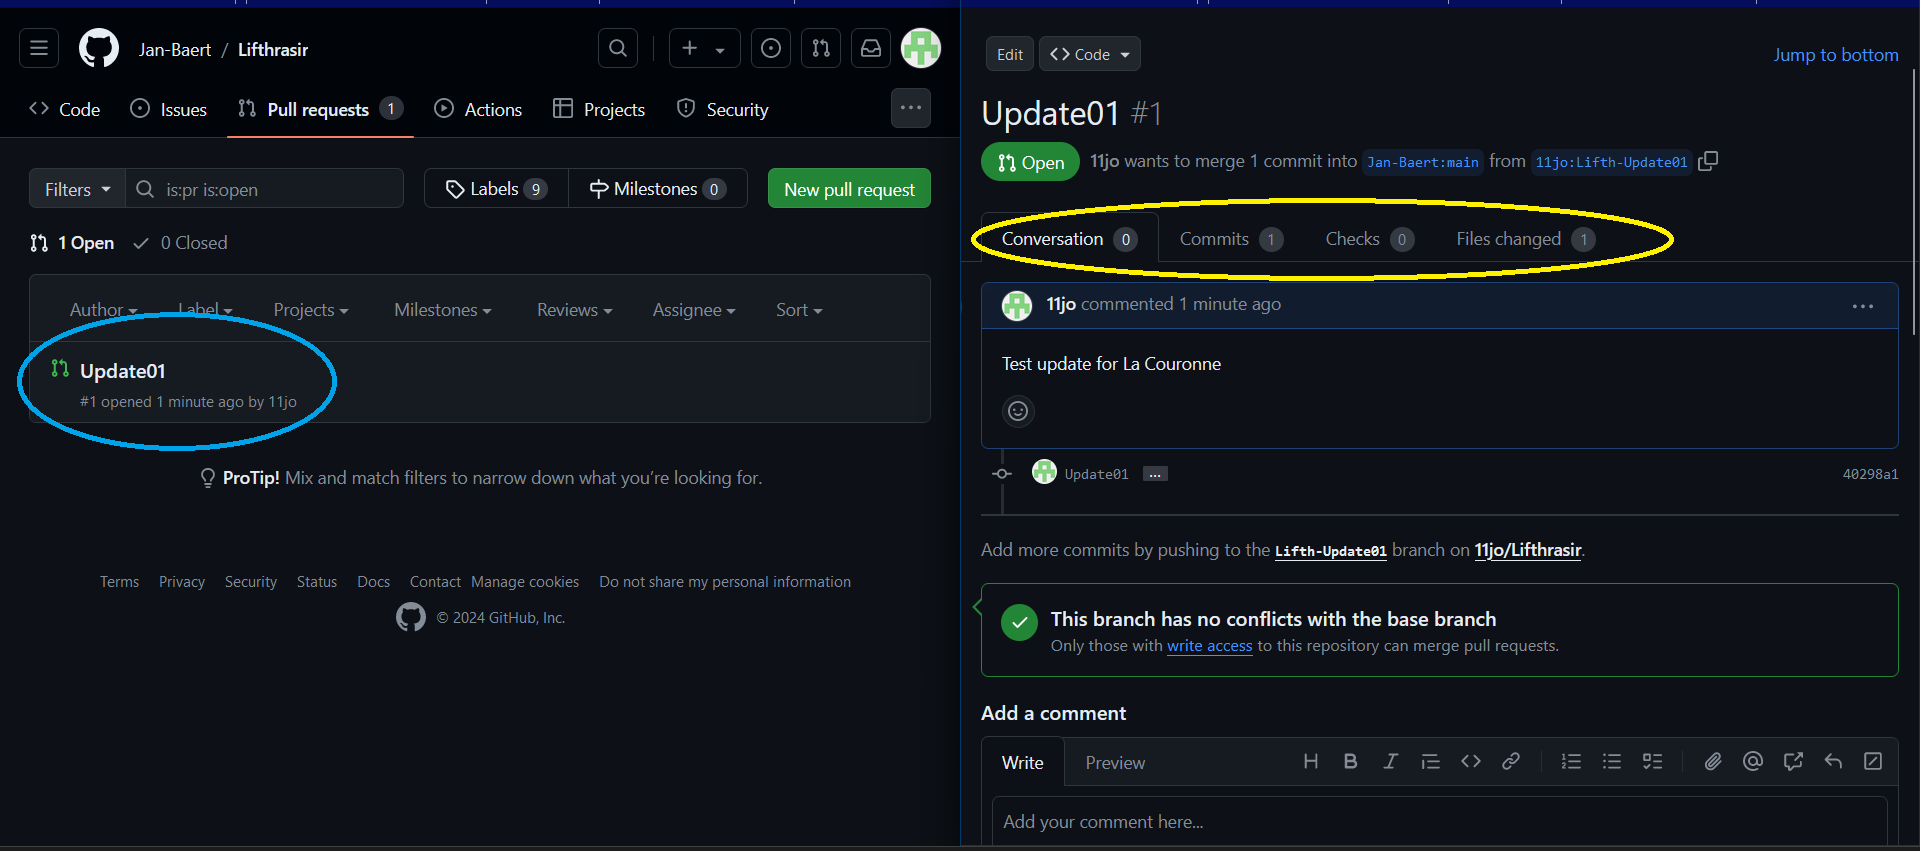 Jan-Baert / Lifthrasir
Code Issues Pull requests 1 Actions Projects Security
Filters is:pr is:open Labels 9 Milestones 0 New pull request
1 Open 0 Closed
Author Label Projects Milestones Reviews Assignee Sort
Update01
#1 opened 1 minute ago by 11jo
ProTip! Mix and match filters to narrow down what you’re looking for.
Terms Privacy Security Status Docs Contact Manage cookies Do not share my personal information
© 2024 GitHub, Inc.
Edit Code Jump to bottom
Update01 #1
Open 11jo wants to merge 1 commit into Jan-Baert:main from 11jo:Lifth-Update01
Conversation 0 Commits 1 Checks 0 Files changed 1
11jo commented 1 minute ago
Test update for La Couronne
Update01 ... 40298a1
Add more commits by pushing to the Lifth-Update01 branch on 11jo/Lifthrasir.
This branch has no conflicts with the base branch
Only those with write access to this repository can merge pull requests.
Add a comment
Write Preview
Add your comment here...